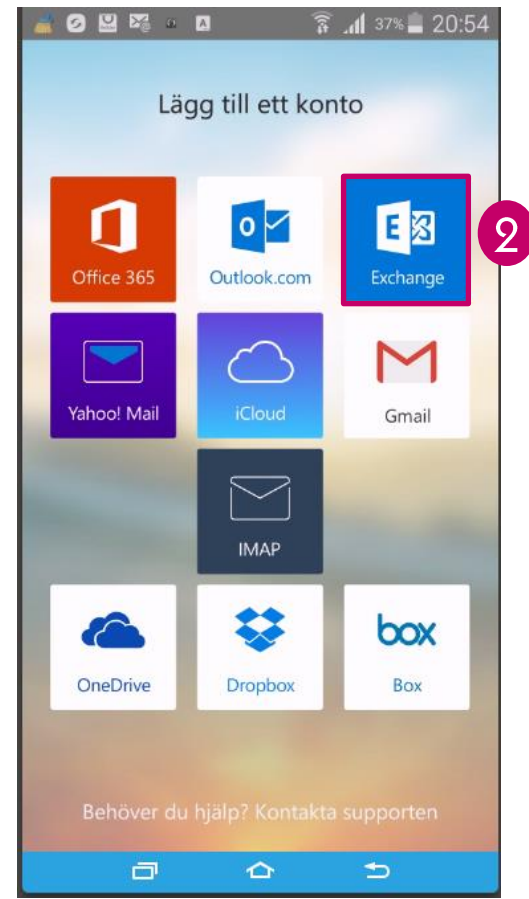 37% 20:54
Lägg till ett konto
Office 365 Outlook.com Exchange
2
Yahoo! Mail iCloud Gmail
IMAP
box
OneDrive Dropbox Box
Behöver du hjälp? Kontakta supporten